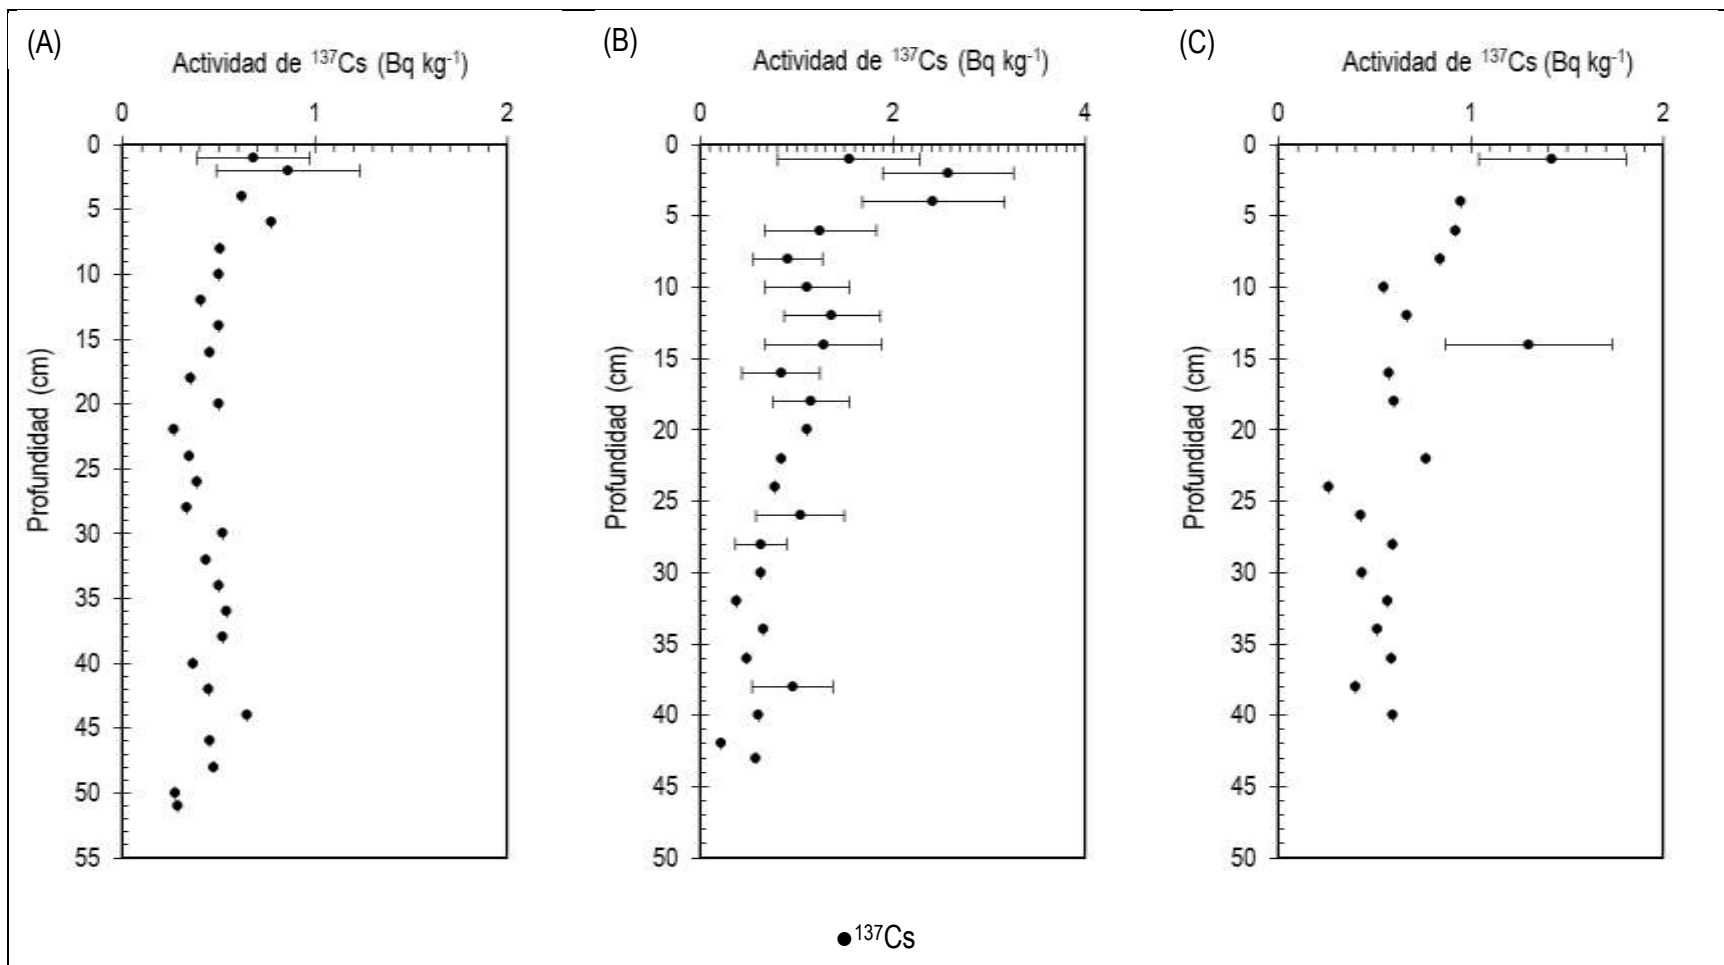 (A)
Actividad de ¹³⁷Cs (Bq kg⁻¹)
0 1 2
0
5
10
15
20
25
30
35
40
45
50
55
Profundidad (cm)
(B)
Actividad de ¹³⁷Cs (Bq kg⁻¹)
0 2 4
0
5
10
15
20
25
30
35
40
45
50
Profundidad (cm)
(C)
Actividad de ¹³⁷Cs (Bq kg⁻¹)
0 1 2
0
5
10
15
20
25
30
35
40
45
50
Profundidad (cm)
●¹³⁷Cs